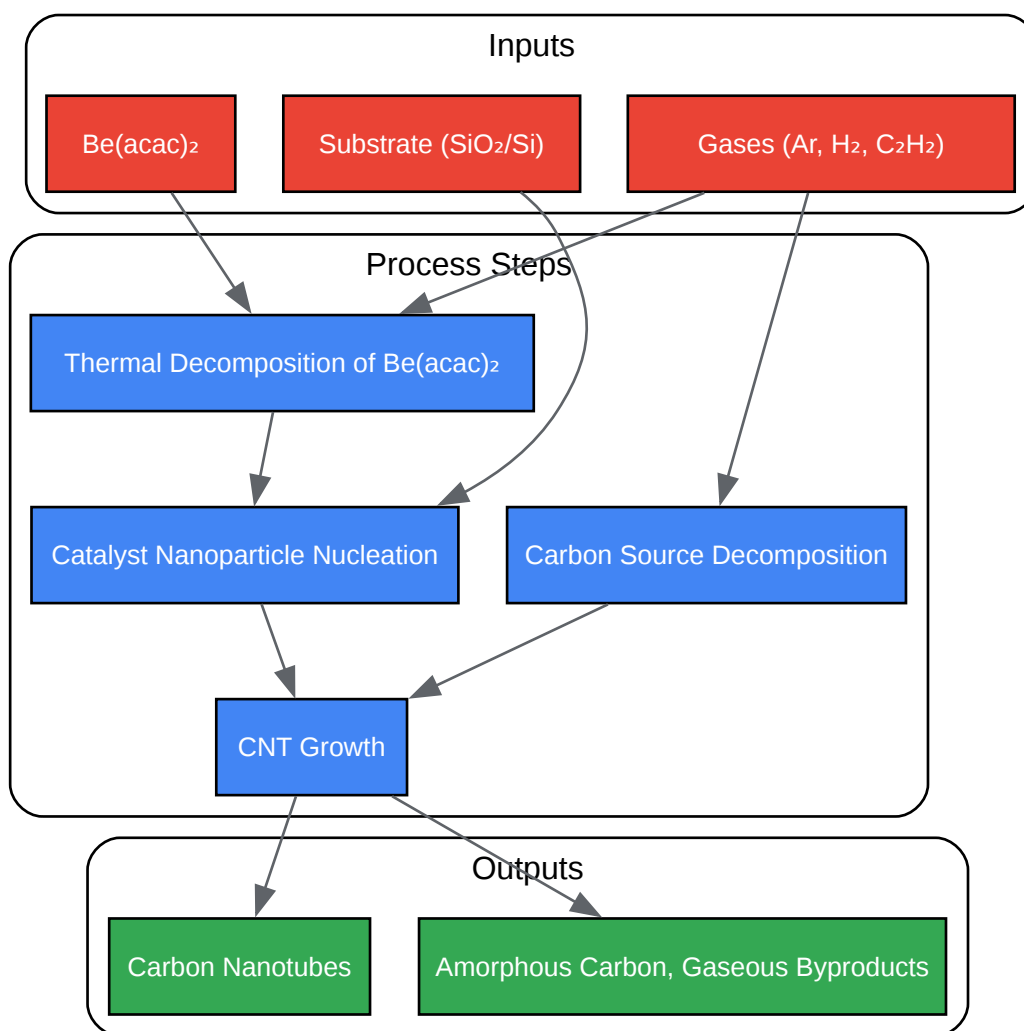 Inputs
Be(acac)₂
Substrate (SiO₂/Si)
Gases (Ar, H₂, C₂H₂)
Process Steps
Thermal Decomposition of Be(acac)₂
Catalyst Nanoparticle Nucleation
Carbon Source Decomposition
CNT Growth
Outputs
Carbon Nanotubes
Amorphous Carbon, Gaseous Byproducts